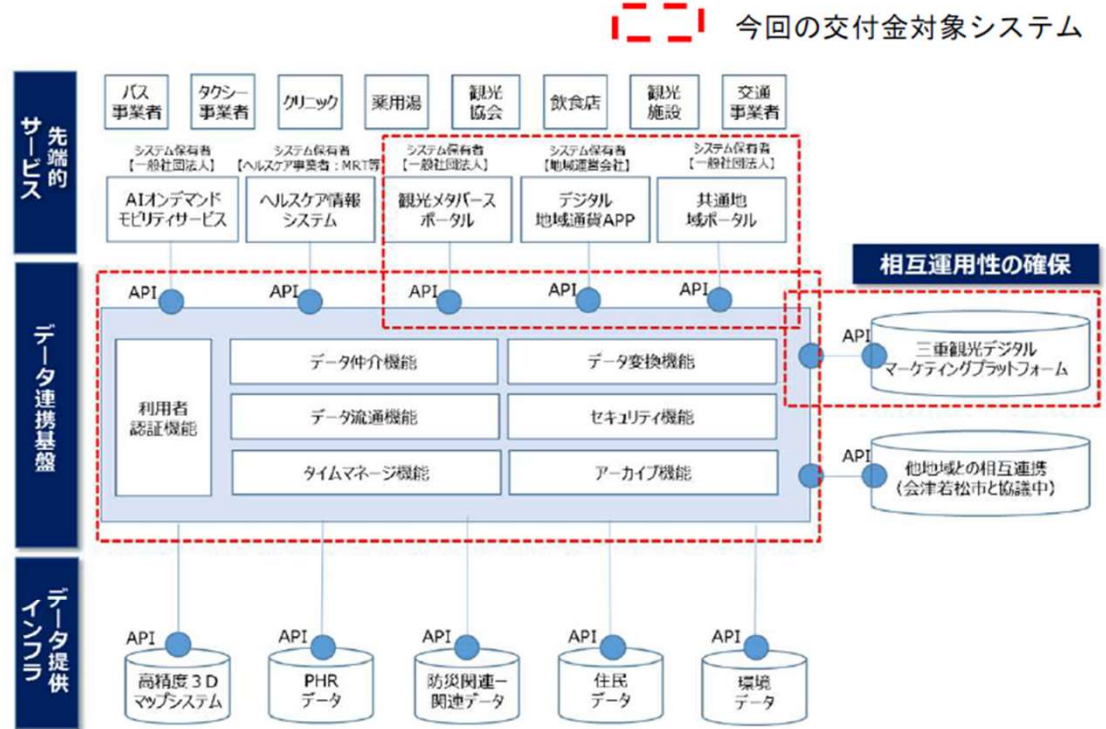 今回の交付金対象システム
先端的
サービス
バス
事業者
タクシー
事業者
クリニック
薬用湯
観光
協会
飲食店
観光
施設
交通
事業者
システム保有者
【一般社団法人】
システム保有者
【ヘルスケア事業者:MRT等】
システム保有者
【一般社団法人】
システム保有者
【地域運営会社】
システム保有者
【一般社団法人】
AIオンデマンド
モビリティサービス
ヘルスケア情報
システム
観光メタバース
ポータル
デジタル
地域通貨APP
共通地
域ポータル
相互運用性の確保
データ連携基盤
API
API
API
API
API
利用者
認証機能
データ仲介機能
データ変換機能
データ流通機能
セキュリティ機能
タイムマネージ機能
アーカイブ機能
API
三重観光デジタル
マーケティングプラットフォーム
API
他地域との相互連携
(会津若松市と協議中)
データ提供
インフラ
API
API
API
API
API
高精度3D
マップシステム
PHR
データ
防災関連ー
関連データ
住民
データ
環境
データ